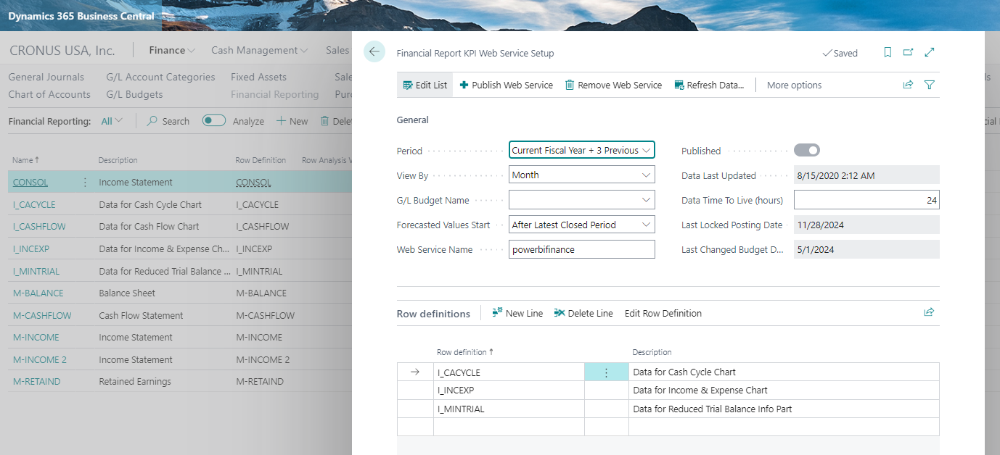 Dynamics 365 Business Central
CRONUS USA, Inc.
Finance
Cash Management
Sales
General Journals
G/L Account Categories
Fixed Assets
Sale
Chart of Accounts
G/L Budgets
Financial Reporting
Purc
Financial Reporting:
All
Search
Analyze
New
Delet
Name ↑
Description
Row Definition
Row Analysis V
CONSOL
Income Statement
CONSOL
I_CACYCLE
Data for Cash Cycle Chart
I_CACYCLE
I_CASHFLOW
Data for Cash Flow Chart
I_CASHFLOW
I_INCEXP
Data for Income & Expense Ch...
I_INCEXP
I_MINTRIAL
Data for Reduced Trial Balance ...
I_MINTRIAL
M-BALANCE
Balance Sheet
M-BALANCE
M-CASHFLOW
Cash Flow Statement
M-CASHFLOW
M-INCOME
Income Statement
M-INCOME
M-INCOME 2
Income Statement
M-INCOME 2
M-RETAIND
Retained Earnings
M-RETAIND
Financial Report KPI Web Service Setup
Saved
Edit List
Publish Web Service
Remove Web Service
Refresh Data...
More options
General
Period
Current Fiscal Year + 3 Previous
Published
View By
Month
Data Last Updated
8/15/2020 2:12 AM
G/L Budget Name
Data Time To Live (hours)
24
Forecasted Values Start
After Latest Closed Period
Last Locked Posting Date
11/28/2024
Web Service Name
powerbifinance
Last Changed Budget D...
5/1/2024
Row definitions
New Line
Delete Line
Edit Row Definition
Row definition ↑
Description
I_CACYCLE
Data for Cash Cycle Chart
I_INCEXP
Data for Income & Expense Chart
I_MINTRIAL
Data for Reduced Trial Balance Info Part